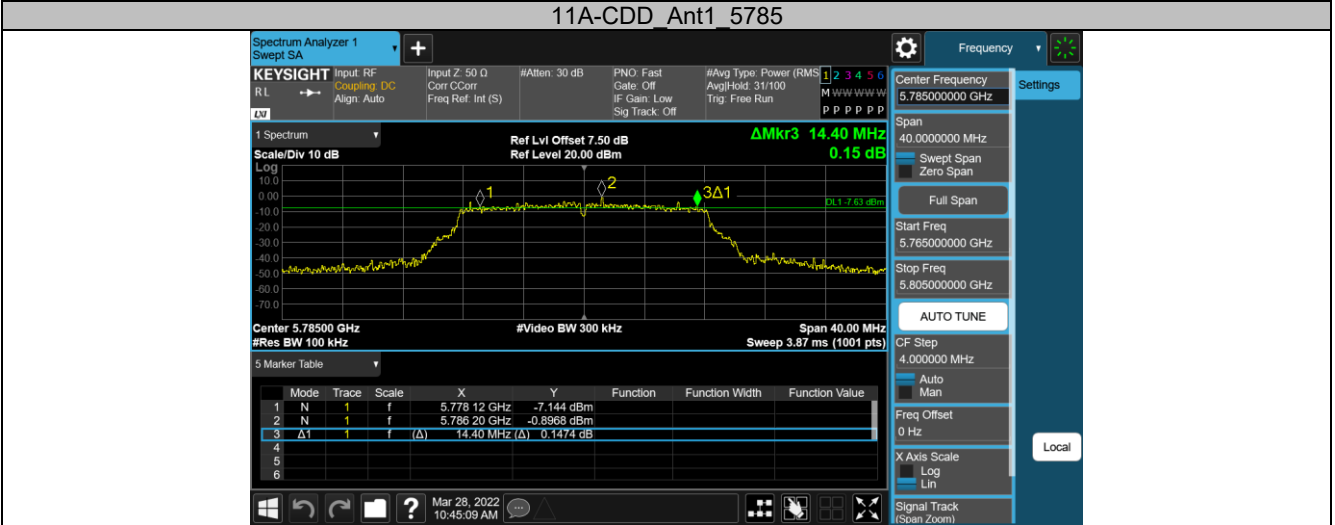 11A-CDD_Ant1_5785
Spectrum Analyzer 1
Swept SA
+
Frequency
KEYSIGHT
RL
LXI
Input: RF
Coupling: DC
Align: Auto
Input Z: 50 Ω
Corr CCorr
Freq Ref: Int (S)
#Atten: 30 dB
PNO: Fast
Gate: Off
IF Gain: Low
Sig Track: Off
#Avg Type: Power (RMS
Avg|Hold: 31/100
Trig: Free Run
1 2 3 4 5 6
M W W W W W
P P P P P P
1 Spectrum
Scale/Div 10 dB
Ref Lvl Offset 7.50 dB
Ref Level 20.00 dBm
ΔMkr3 14.40 MHz
0.15 dB
Log
10.0
0.00
-10.0
-20.0
-30.0
-40.0
-50.0
-60.0
-70.0
1
2
3Δ1
DL1 -7.63 dBm
Center 5.78500 GHz
#Res BW 100 kHz
#Video BW 300 kHz
Span 40.00 MHz
Sweep 3.87 ms (1001 pts)
5 Marker Table
Mode Trace Scale X Y Function Function Width Function Value
1 N 1 f 5.778 12 GHz -7.144 dBm
2 N 1 f 5.786 20 GHz -0.8968 dBm
3 Δ1 1 f (Δ) 14.40 MHz (Δ) 0.1474 dB
4
5
6
?
Mar 28, 2022
10:45:09 AM
Center Frequency
5.785000000 GHz
Settings
Span
40.0000000 MHz
Swept Span
Zero Span
Full Span
Start Freq
5.765000000 GHz
Stop Freq
5.805000000 GHz
AUTO TUNE
CF Step
4.000000 MHz
Auto
Man
Freq Offset
0 Hz
X Axis Scale
Log
Lin
Signal Track
(Span Zoom)
Local